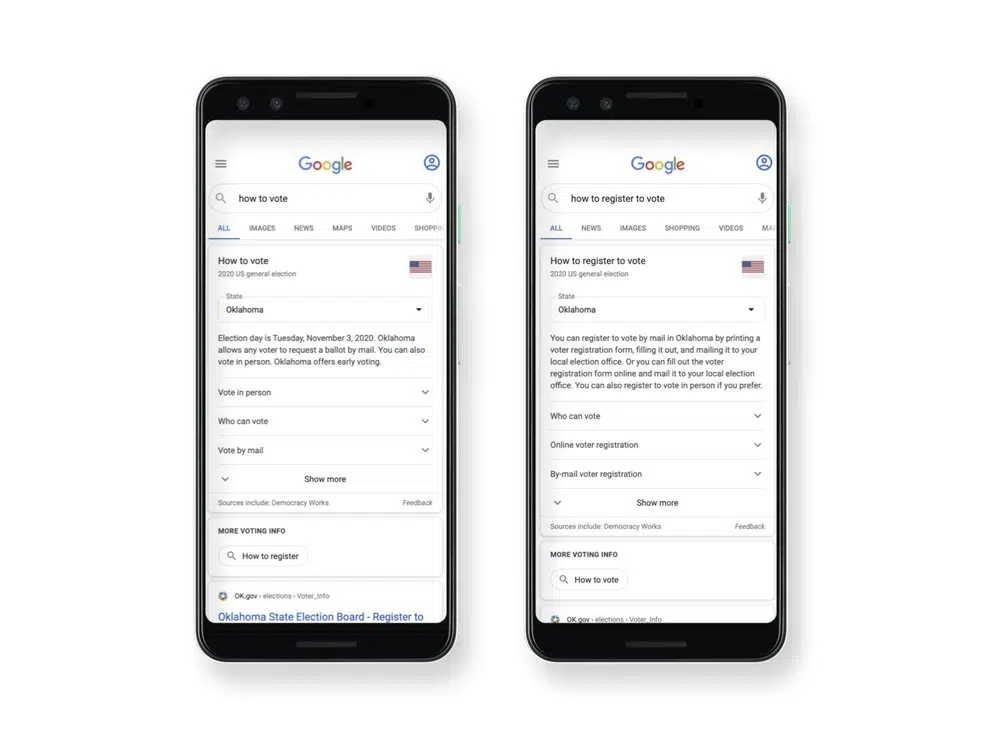 Google
how to vote
ALL IMAGES NEWS MAPS VIDEOS
How to vote
2020 US general election
State
Oklahoma
Election day is Tuesday, November 3, 2020. Oklahoma
allows any voter to request a ballot by mail. You can also
vote in person. Oklahoma offers early voting.
Vote in person
Who can vote
Vote by mail
Show more
Sources include: Democracy Works Feedback
MORE VOTING INFO
How to register
OK.gov › elections › Voter_Info
Oklahoma State Election Board - Register to
Google
how to register to vote
ALL NEWS IMAGES SHOPPING VIDEOS
How to register to vote
2020 US general election
State
Oklahoma
You can register to vote by mail in Oklahoma by printing a
voter registration form, filling it out, and mailing it to your
local election office. Or you can fill out the voter
registration form online and mail it to your local election
office. You can also register to vote in person if you prefer.
Who can vote
Online voter registration
By-mail voter registration
Show more
Sources include: Democracy Works Feedback
MORE VOTING INFO
How to vote
OK.gov › elections › Voter_Info